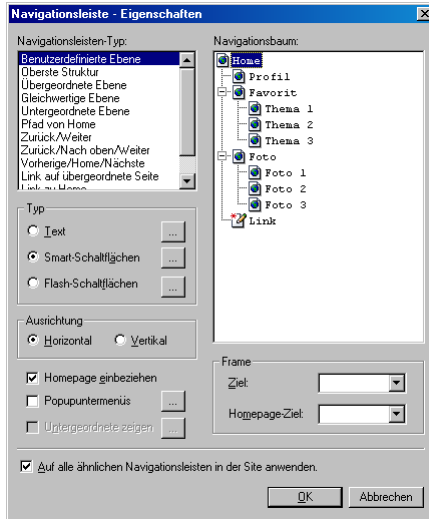 Navigationsleiste - Eigenschaften
Navigationsleisten-Typ:
Benutzerdefinierte Ebene
Oberste Struktur
Übergeordnete Ebene
Gleichwertige Ebene
Untergeordnete Ebene
Pfad von Home
Zurück/Weiter
Zurück/Nach oben/Weiter
Vorherige/Home/Nächste
Link auf übergeordnete Seite
Link zu Home
Typ
Text
...
Smart-Schaltflächen
...
Flash-Schaltflächen
...
Ausrichtung
Horizontal
Vertikal
Homepage einbeziehen
Popupuntermenüs
...
Untergeordnete zeigen
...
Navigationsbaum:
Home
Profil
Favorit
Thema 1
Thema 2
Thema 3
Foto
Foto 1
Foto 2
Foto 3
Link
Frame
Ziel:
Homepage-Ziel:
Auf alle ähnlichen Navigationsleisten in der Site anwenden.
OK
Abbrechen